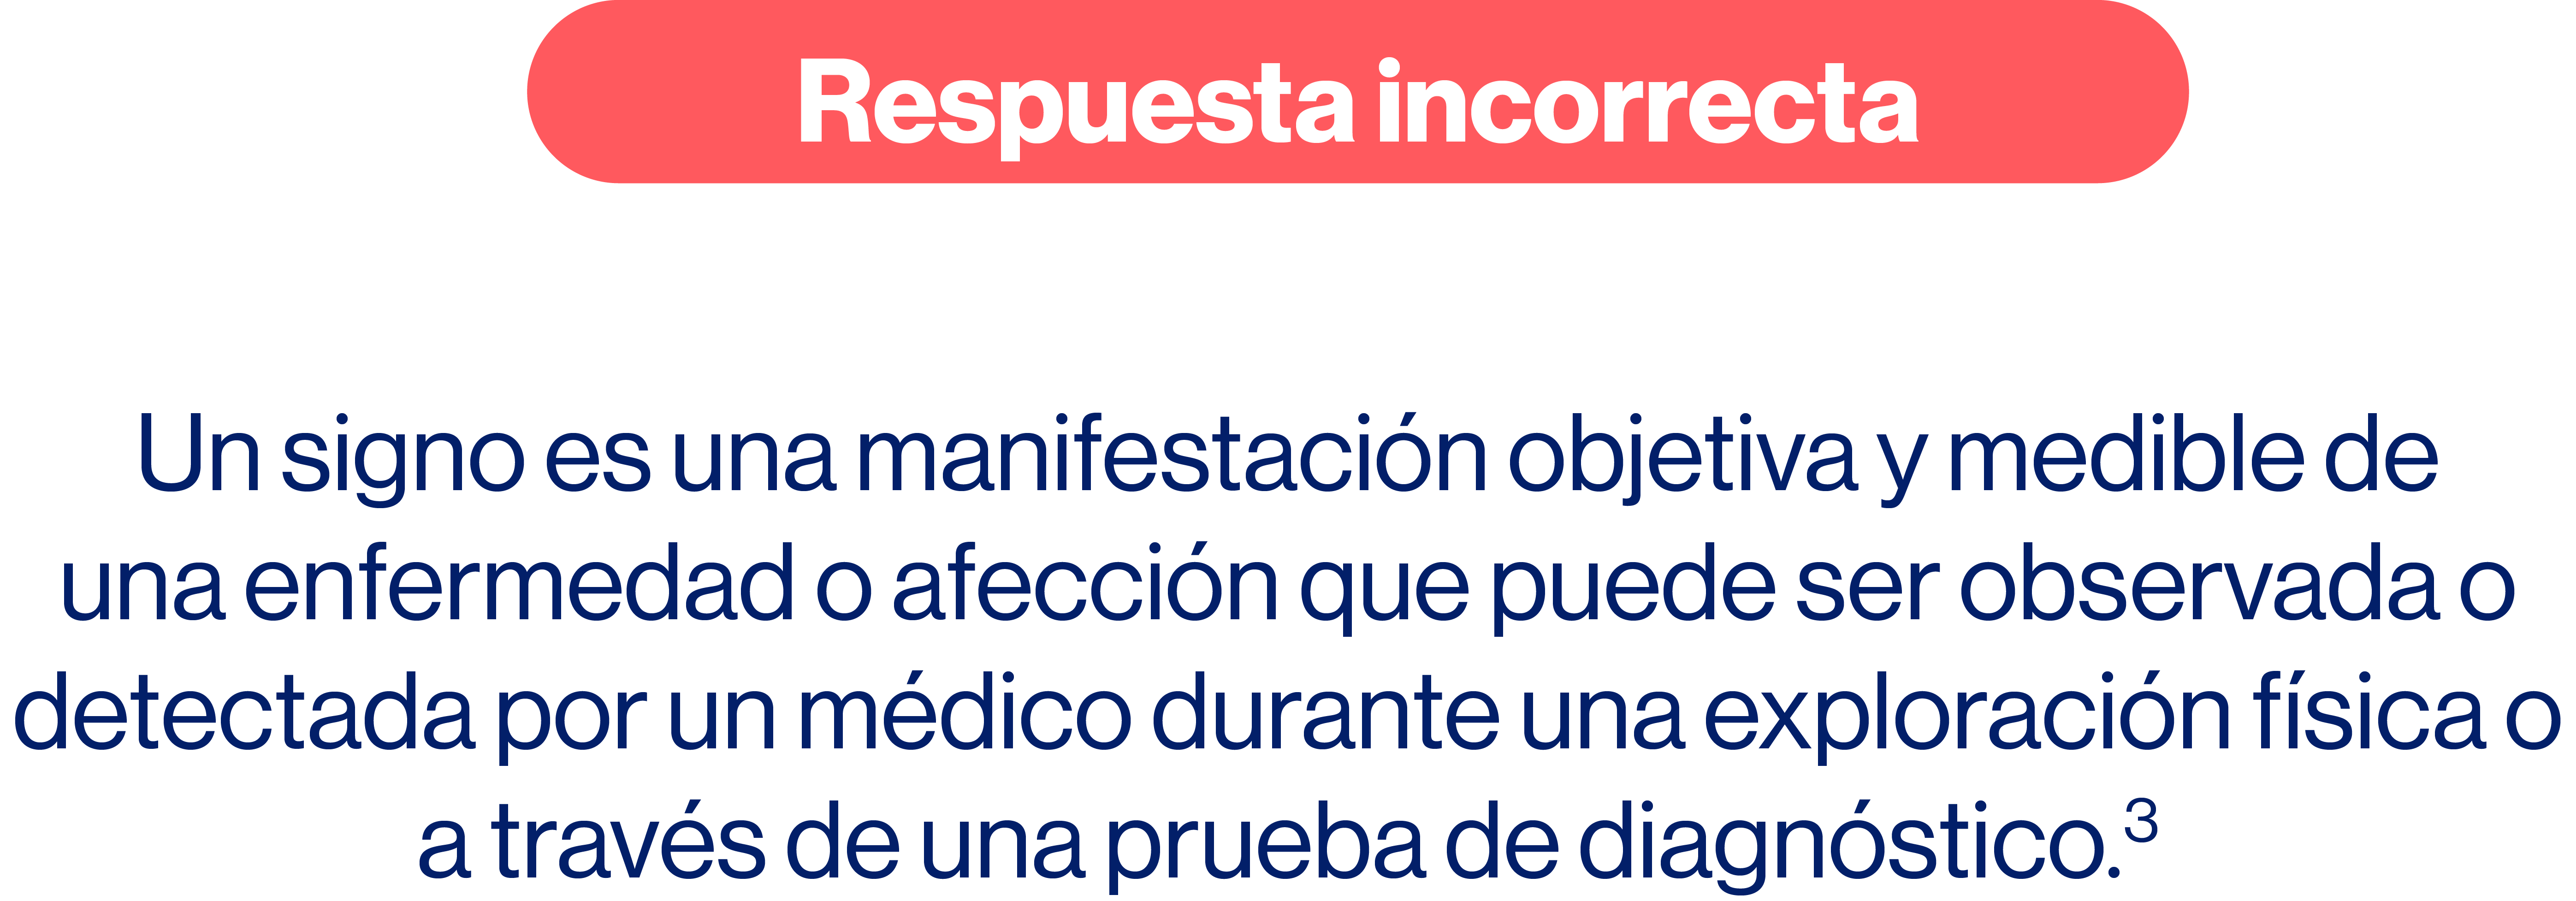 Respuesta incorrecta
Un signo es una manifestación objetiva y medible de
una enfermedad o afección que puede ser observada o
detectada por un médico durante una exploración física o
a través de una prueba de diagnóstico.³